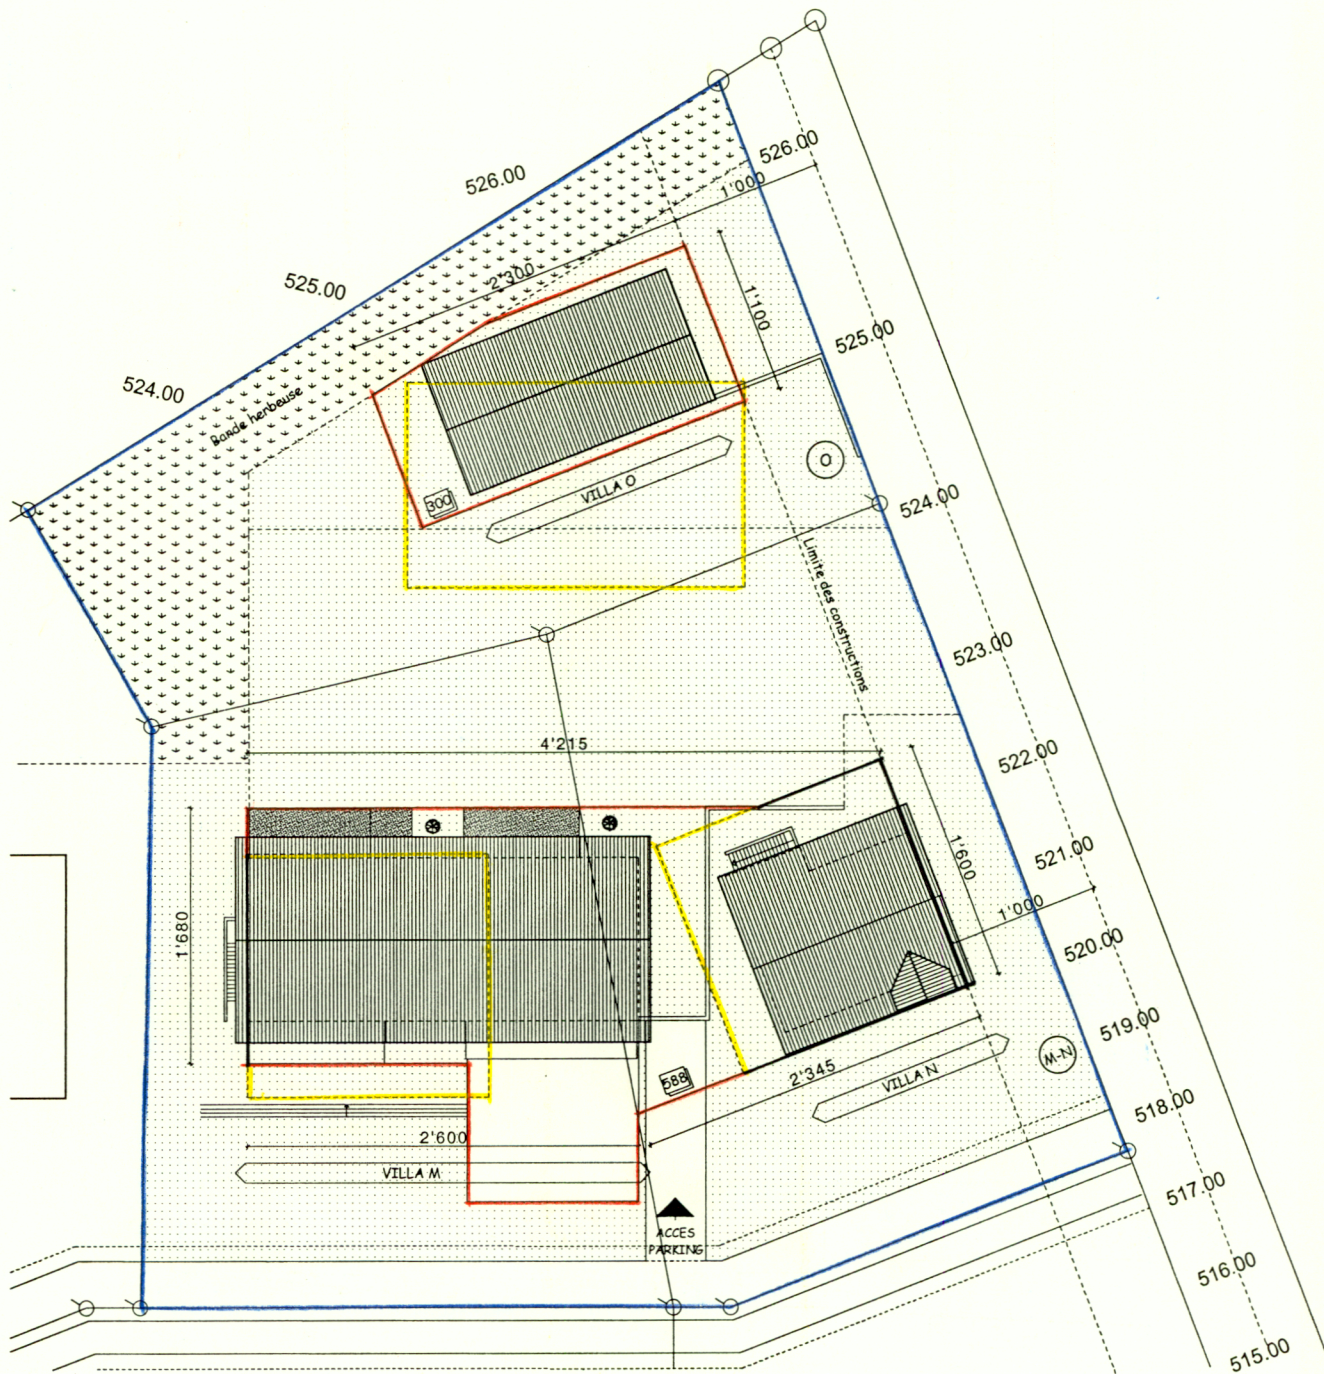 526.00
1'000
526.00
2'300
525.00
1'100
525.00
524.00
Bande herbeuse
O
300
VILLA O
524.00
Limite des constructions
523.00
4'215
522.00
1'600
521.00
1'680
1'000
520.00
519.00
M-N
588
2'345
VILLA N
518.00
2'600
VILLA M
517.00
ACCES
PARKING
516.00
515.00